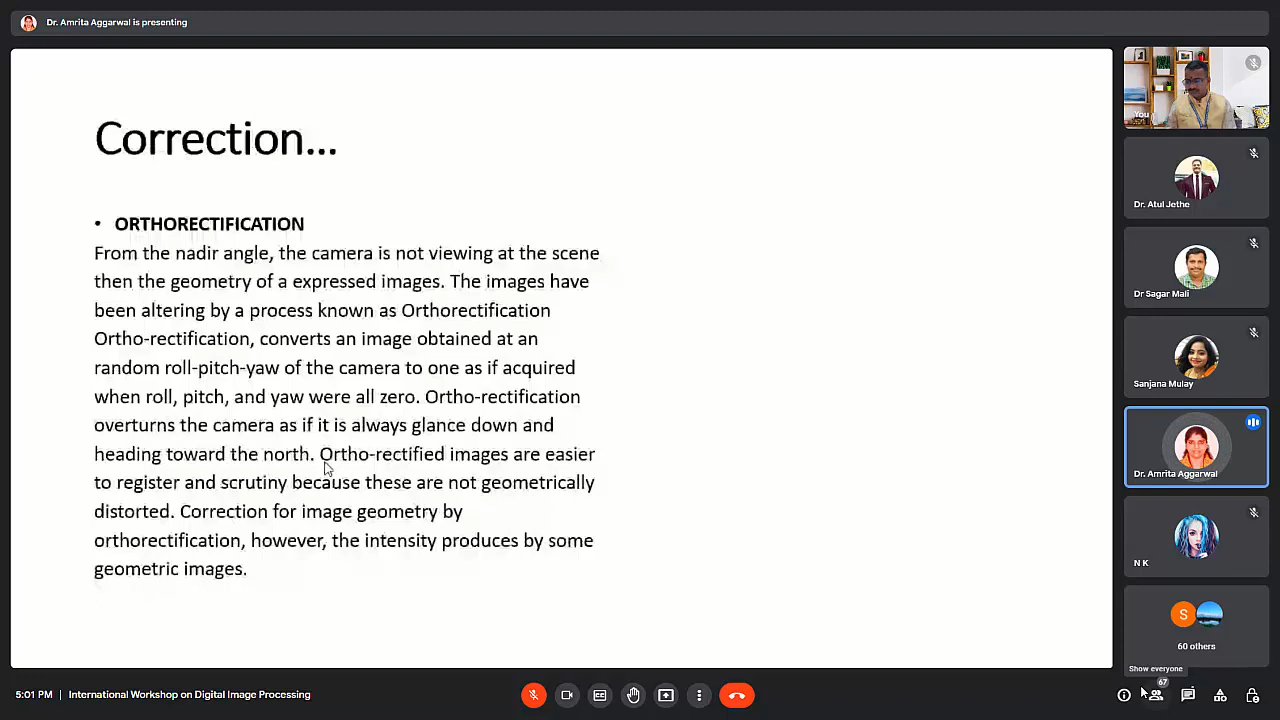 Dr. Amrita Aggarwal is presenting
Correction...
• ORTHORECTIFICATION
From the nadir angle, the camera is not viewing at the scene
then the geometry of a expressed images. The images have
been altering by a process known as Orthorectification
Ortho-rectification, converts an image obtained at an
random roll-pitch-yaw of the camera to one as if acquired
when roll, pitch, and yaw were all zero. Ortho-rectification
overturns the camera as if it is always glance down and
heading toward the north. Ortho-rectified images are easier
to register and scrutiny because these are not geometrically
distorted. Correction for image geometry by
orthorectification, however, the intensity produces by some
geometric images.
You
Dr. Atul Jethe
Dr Sagar Mali
Sanjana Mulay
Dr. Amrita Aggarwal
N K
S
60 others
Show everyone
67
5:01 PM | International Workshop on Digital Image Processing